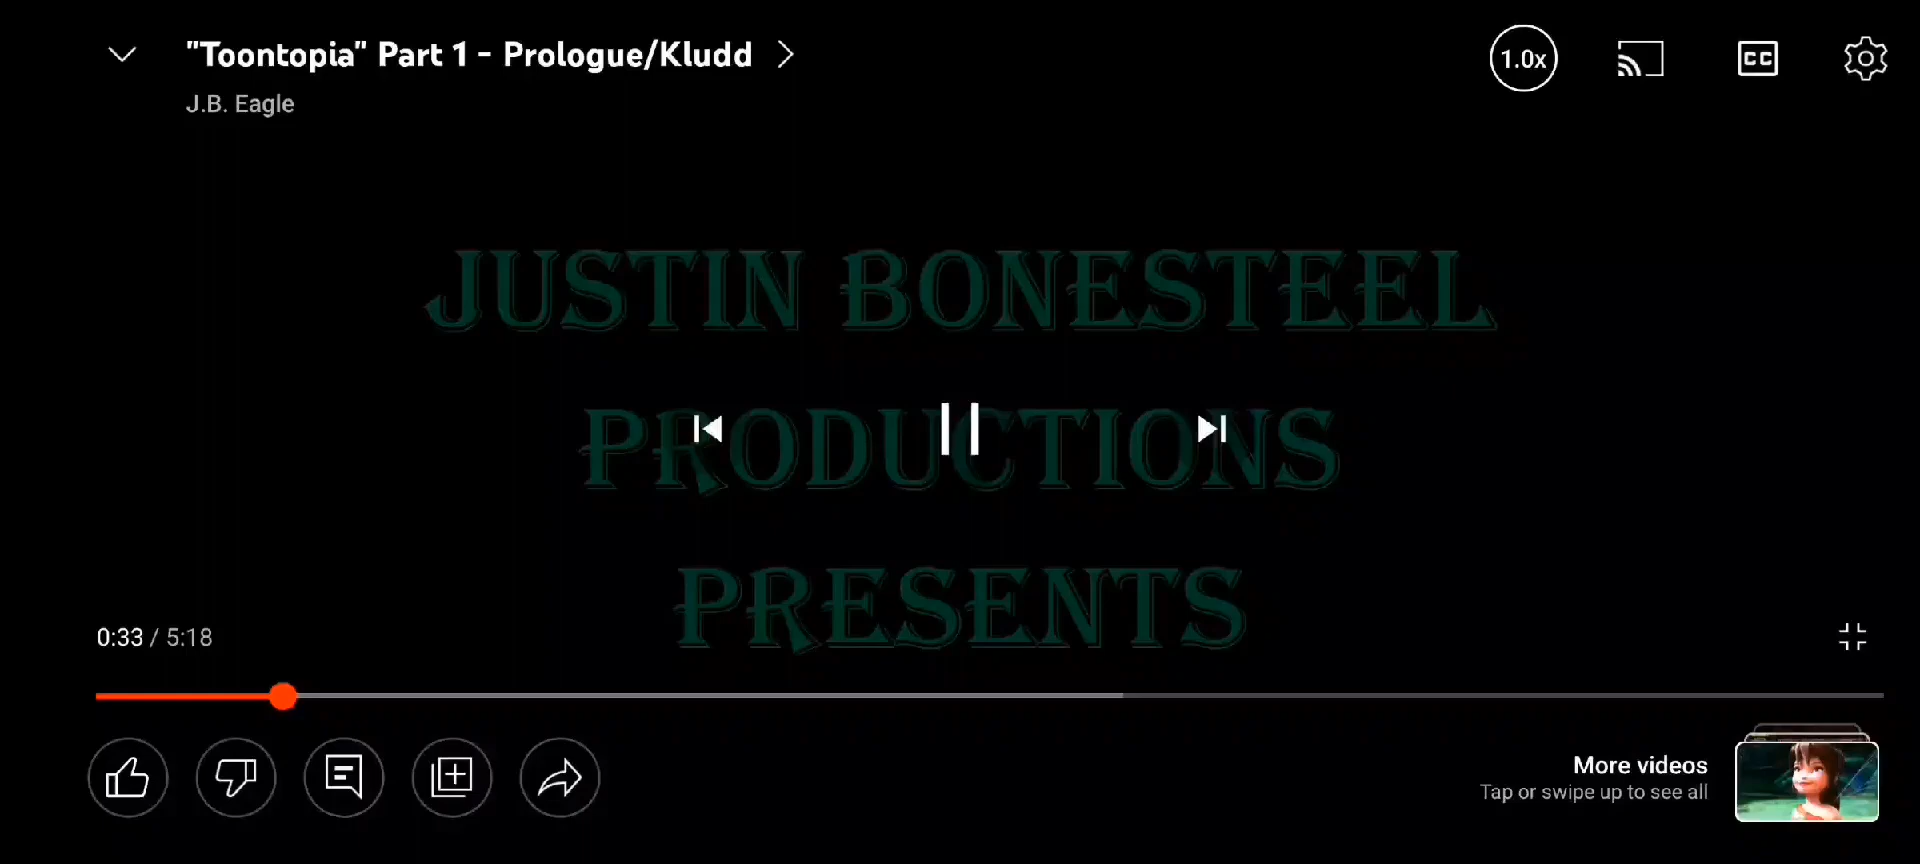 "Toontopia" Part 1 - Prologue/Kludd
J.B. Eagle
1.0x
CC
JUSTIN BONESTEEL
PRODUCTIONS
PRESENTS
0:33 / 5:18
More videos
Tap or swipe up to see all